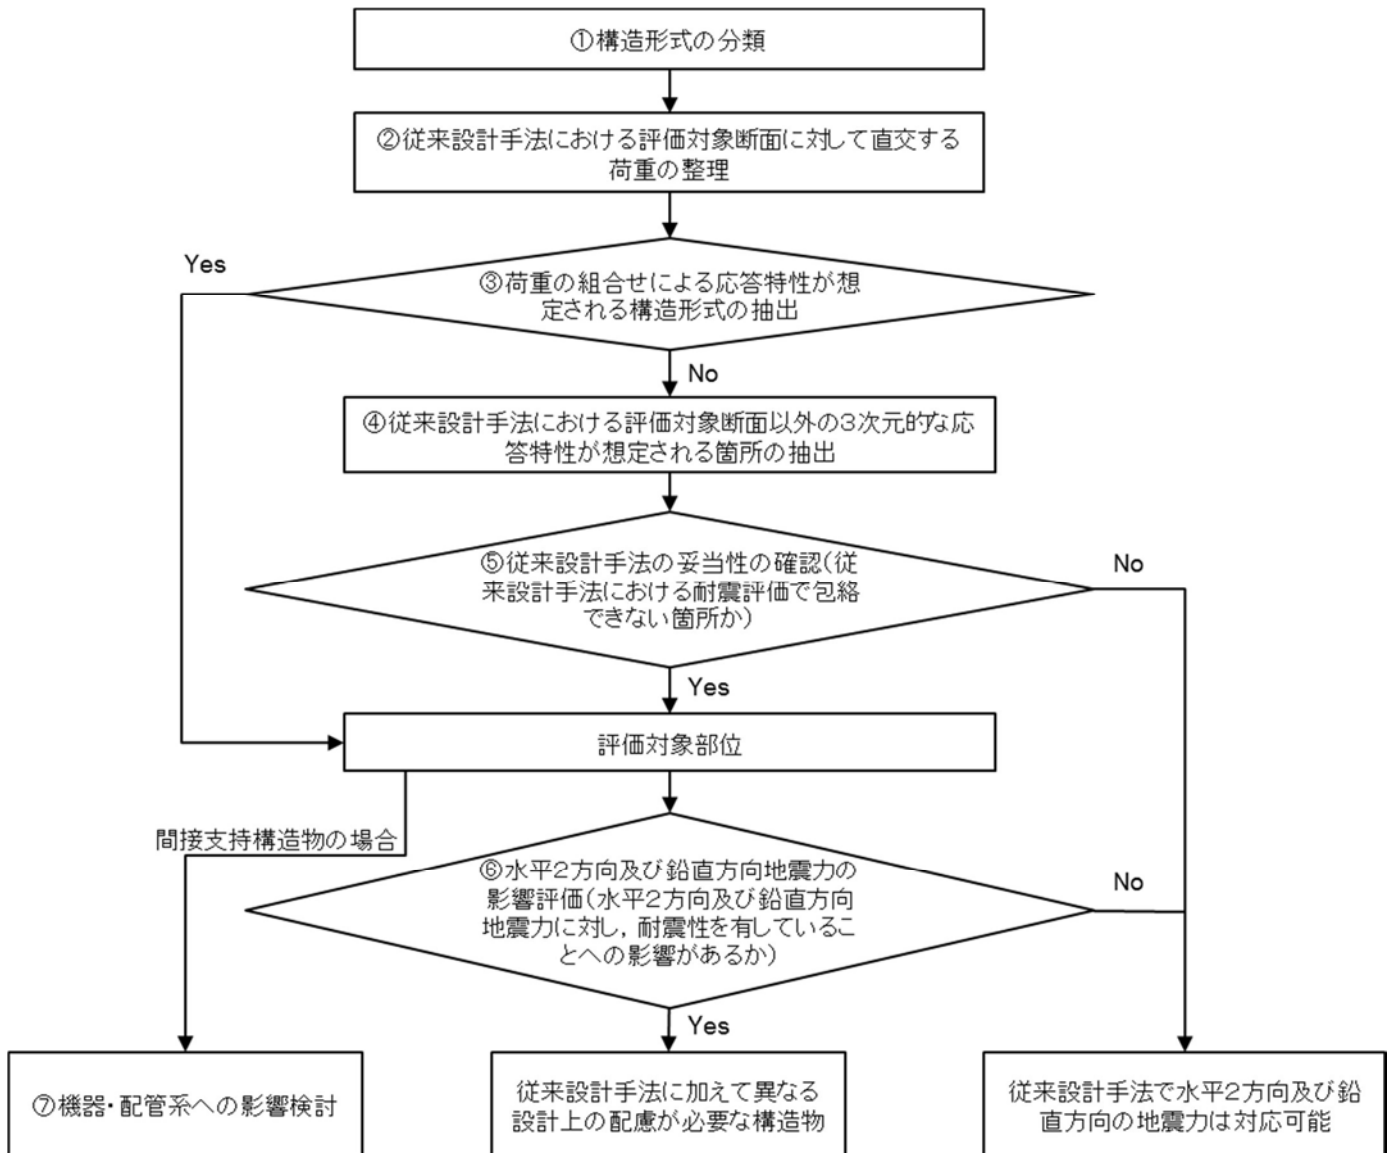 ①構造形式の分類
②従来設計手法における評価対象断面に対して直交する
荷重の整理
Yes
③荷重の組合せによる応答特性が想
定される構造形式の抽出
No
④従来設計手法における評価対象断面以外の3次元的な応
答特性が想定される箇所の抽出
⑤従来設計手法の妥当性の確認(従
来設計手法における耐震評価で包絡
できない箇所か)
No
Yes
評価対象部位
間接支持構造物の場合
⑥水平2方向及び鉛直方向地震力の
影響評価(水平2方向及び鉛直方向
地震力に対し,耐震性を有しているこ
とへの影響があるか)
No
Yes
⑦機器・配管系への影響検討
従来設計手法に加えて異なる
設計上の配慮が必要な構造物
従来設計手法で水平2方向及び鉛
直方向の地震力は対応可能